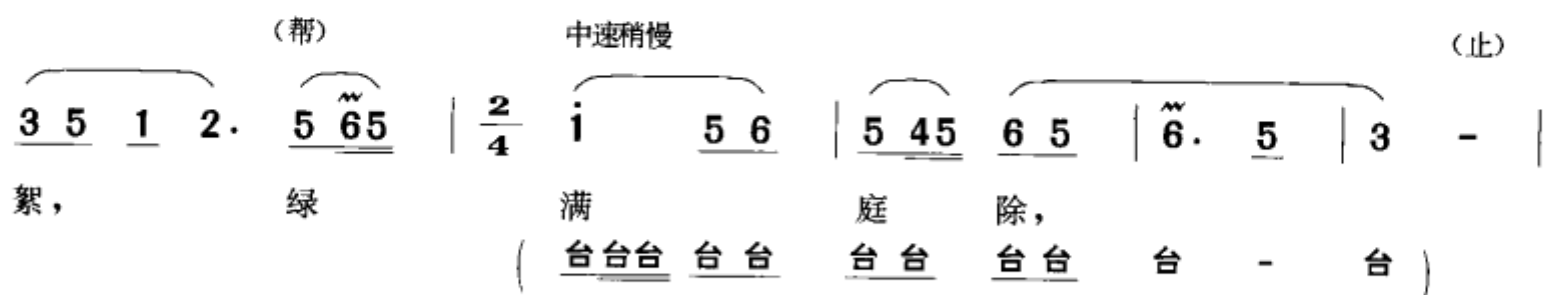 （帮） 中速稍慢 （止）
3 5 1 2. 5 65 | 2/4 i 5 6 | 5 45 6 5 | 6. 5 | 3 - |
絮， 绿 满 庭 除，
( 台台台 台 台 台 台 台 台 台 - 台 )